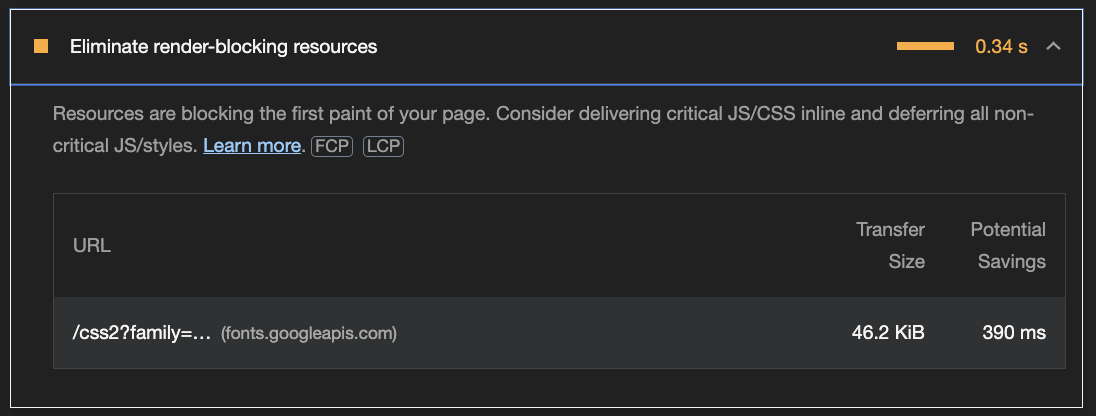 Eliminate render-blocking resources 0.34 s
Resources are blocking the first paint of your page. Consider delivering critical JS/CSS inline and deferring all non-
critical JS/styles. Learn more. FCP LCP
URL Transfer Size Potential Savings
/css2?family=… (fonts.googleapis.com) 46.2 KiB 390 ms